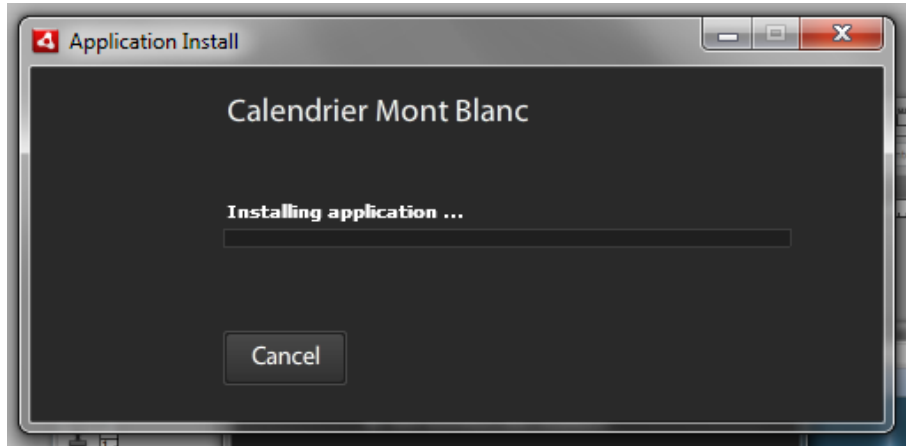 Application Install
Calendrier Mont Blanc
Installing application ...
Cancel